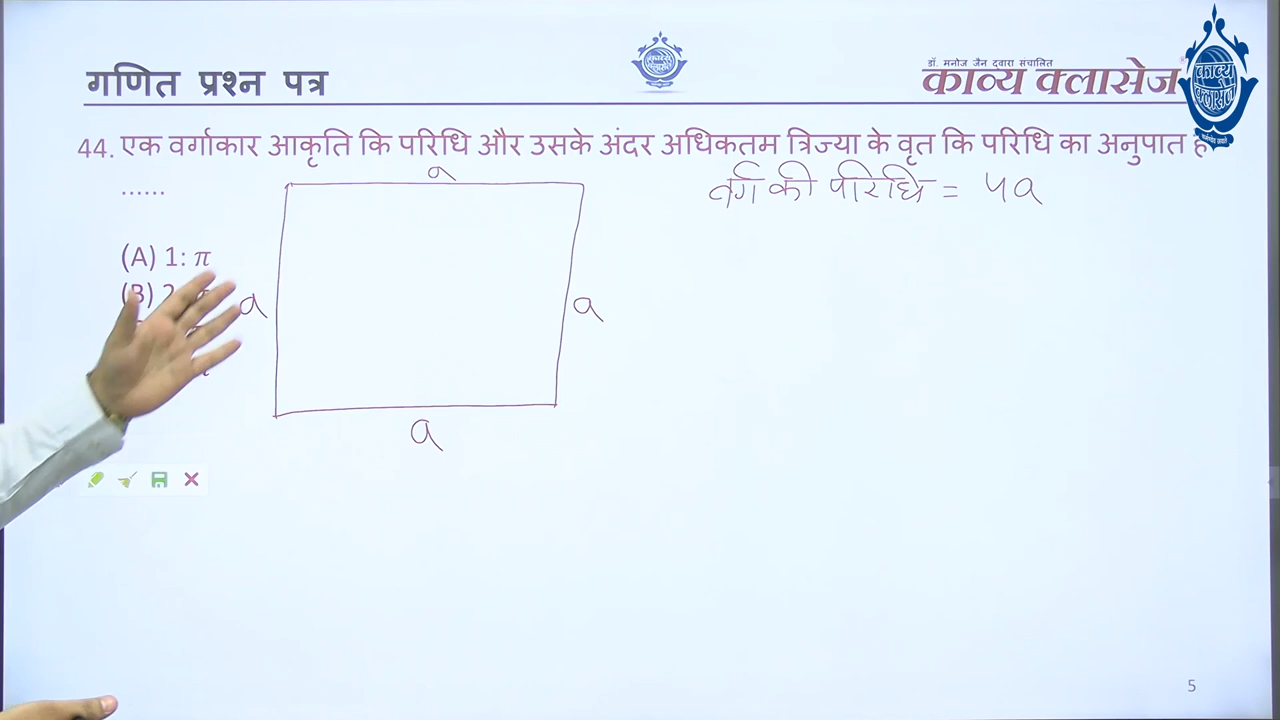 गणित प्रश्न पत्र
काव्य क्लासेज
डॉ. मनोज जैन द्वारा संचालित
काव्य क्लासेज
काव्य क्लासेज
44. एक वर्गाकार आकृति कि परिधि और उसके अंदर अधिकतम त्रिज्या के वृत कि परिधि का अनुपात है
......
वर्ग की परिधि = 4a
a
(A) 1: π
(B) 2
a
a
a
5